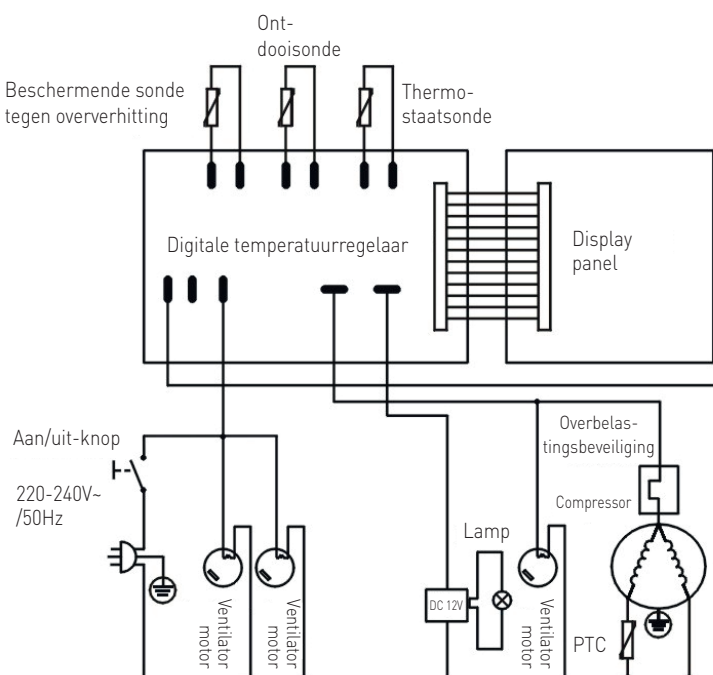 Ont-
dooisonde
Beschermende sonde
tegen oververhitting
Thermo-
staatsonde
Digitale temperatuurregelaar
Display
panel
Aan/uit-knop
220-240V~
/50Hz
Overbelas-
tingsbeveiliging
Compressor
Lamp
DC 12V
Ventilator
motor
Ventilator
motor
Ventilator
motor
PTC